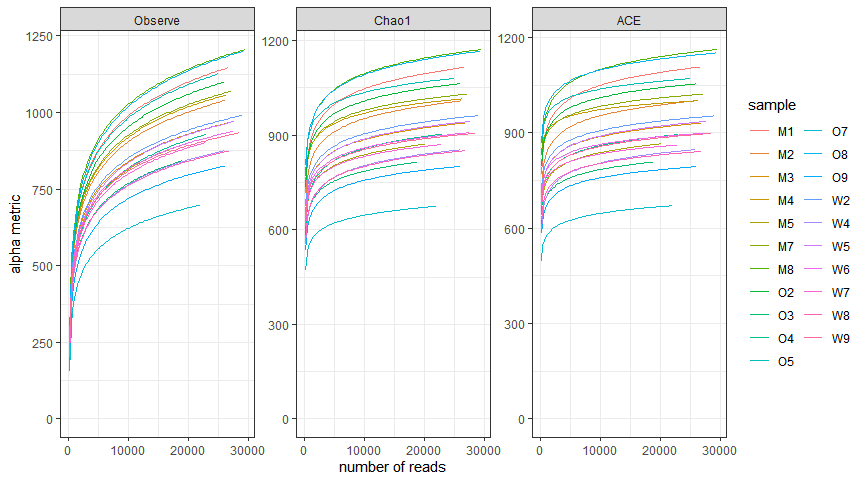 Observe
Chao1
ACE
alpha metric
1250
1000
750
500
250
0
1200
900
600
300
0
1200
900
600
300
0
0 10000 20000 30000
0 10000 20000 30000
0 10000 20000 30000
number of reads
sample
M1
M2
M3
M4
M5
M7
M8
O2
O3
O4
O5
O7
O8
O9
W2
W4
W5
W6
W7
W8
W9